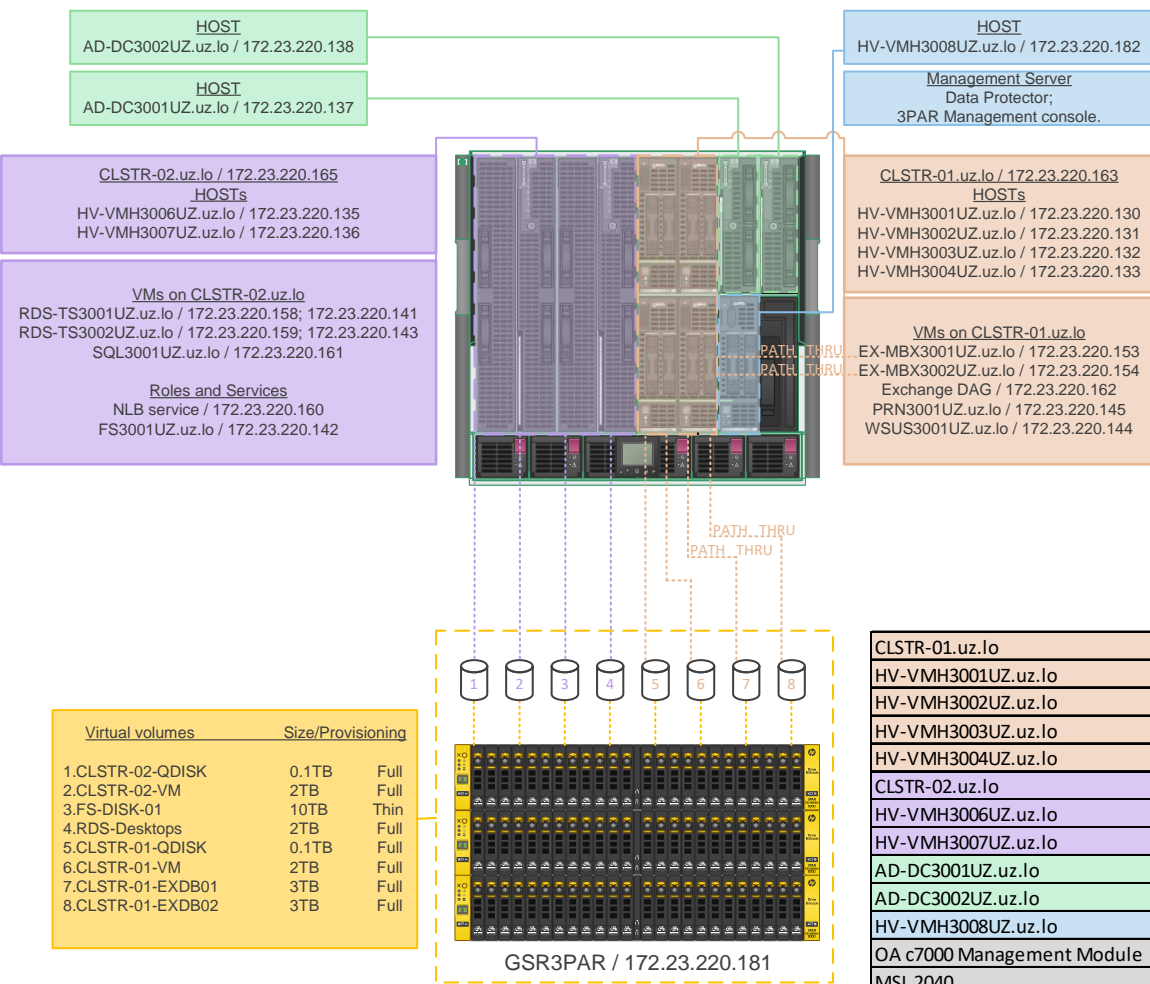 HOST
AD-DC3002UZ.uz.lo / 172.23.220.138
HOST
AD-DC3001UZ.uz.lo / 172.23.220.137
HOST
HV-VMH3008UZ.uz.lo / 172.23.220.182
Management Server
Data Protector;
3PAR Management console.
CLSTR-02.uz.lo / 172.23.220.165
HOSTs
HV-VMH3006UZ.uz.lo / 172.23.220.135
HV-VMH3007UZ.uz.lo / 172.23.220.136
VMs on CLSTR-02.uz.lo
RDS-TS3001UZ.uz.lo / 172.23.220.158; 172.23.220.141
RDS-TS3002UZ.uz.lo / 172.23.220.159; 172.23.220.143
SQL3001UZ.uz.lo / 172.23.220.161
Roles and Services
NLB service / 172.23.220.160
FS3001UZ.uz.lo / 172.23.220.142
CLSTR-01.uz.lo / 172.23.220.163
HOSTs
HV-VMH3001UZ.uz.lo / 172.23.220.130
HV-VMH3002UZ.uz.lo / 172.23.220.131
HV-VMH3003UZ.uz.lo / 172.23.220.132
HV-VMH3004UZ.uz.lo / 172.23.220.133
VMs on CLSTR-01.uz.lo
EX-MBX3001UZ.uz.lo / 172.23.220.153
EX-MBX3002UZ.uz.lo / 172.23.220.154
Exchange DAG / 172.23.220.162
PRN3001UZ.uz.lo / 172.23.220.145
WSUS3001UZ.uz.lo / 172.23.220.144
PATH THRU
PATH THRU
PATH THRU
PATH THRU
1 2 3 4 5 6 7 8
Virtual volumes Size/Provisioning
1.CLSTR-02-QDISK 0.1TB Full
2.CLSTR-02-VM 2TB Full
3.FS-DISK-01 10TB Thin
4.RDS-Desktops 2TB Full
5.CLSTR-01-QDISK 0.1TB Full
6.CLSTR-01-VM 2TB Full
7.CLSTR-01-EXDB01 3TB Full
8.CLSTR-01-EXDB02 3TB Full
GSR3PAR / 172.23.220.181
CLSTR-01.uz.lo
HV-VMH3001UZ.uz.lo
HV-VMH3002UZ.uz.lo
HV-VMH3003UZ.uz.lo
HV-VMH3004UZ.uz.lo
CLSTR-02.uz.lo
HV-VMH3006UZ.uz.lo
HV-VMH3007UZ.uz.lo
AD-DC3001UZ.uz.lo
AD-DC3002UZ.uz.lo
HV-VMH3008UZ.uz.lo
OA c7000 Management Module
MSL2040